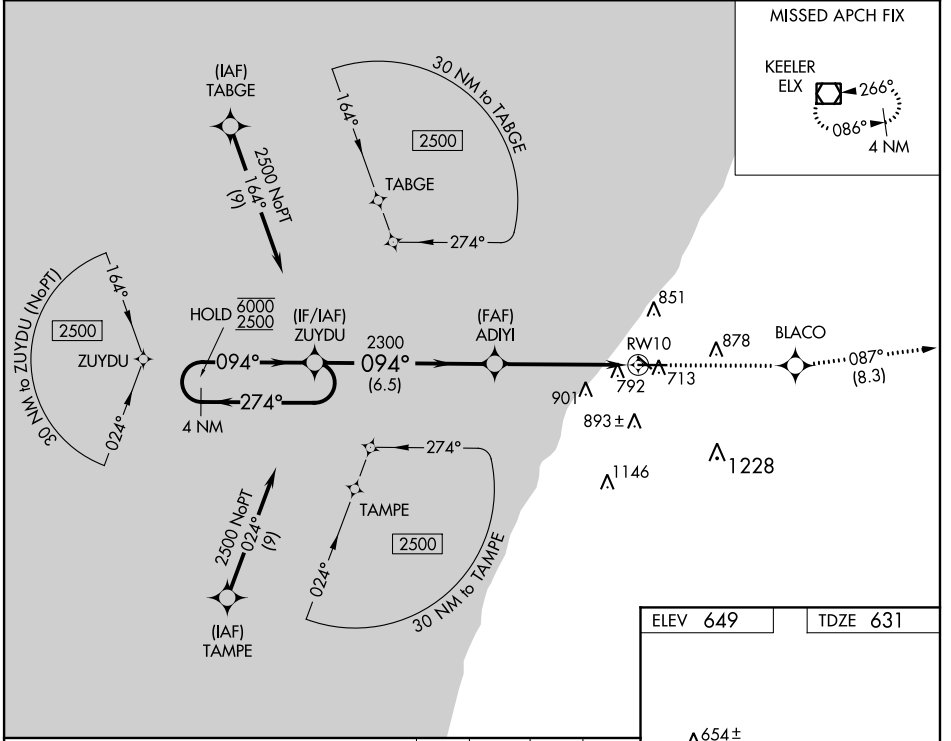 MISSED APCH FIX
KEELER
ELX
266°
086°
4 NM
(IAF)
TABGE
2500 NoPT
164°
(9)
30 NM to TABGE
164°
2500
TABGE
274°
30 NM to ZUYDU (NoPT)
164°
2500
ZUYDU
024°
HOLD 6000
2500
094°
274°
4 NM
(IF/IAF)
ZUYDU
2300
094°
(6.5)
(FAF)
ADIYI
851
RW10
878
BLACO
087°
(8.3)
792
713
901
893±
1146
1228
274°
TAMPE
2500
024°
30 NM to TAMPE
2500 NoPT
024°
(9)
(IAF)
TAMPE
ELEV 649
TDZE 631
654±